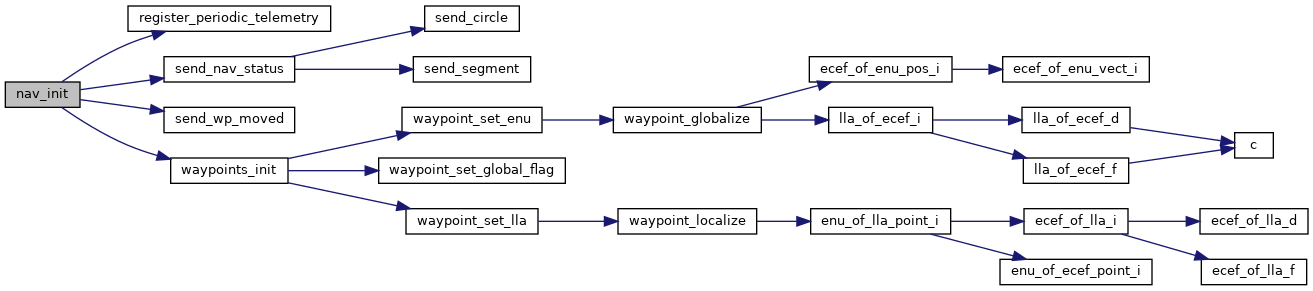 register_periodic_telemetry
send_circle
send_nav_status
send_segment
ecef_of_enu_pos_i
ecef_of_enu_vect_i
nav_init
send_wp_moved
waypoint_set_enu
waypoint_globalize
lla_of_ecef_i
lla_of_ecef_d
c
waypoints_init
waypoint_set_global_flag
lla_of_ecef_f
waypoint_set_lla
waypoint_localize
enu_of_lla_point_i
ecef_of_lla_i
ecef_of_lla_d
enu_of_ecef_point_i
ecef_of_lla_f